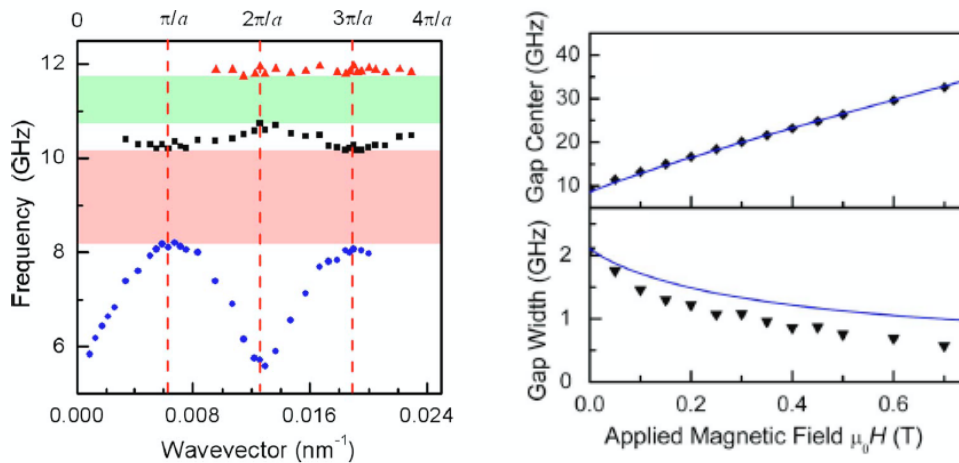 0 π/a 2π/a 3π/a 4π/a
12
10
8
6
Frequency (GHz)
0.000 0.008 0.016 0.024
Wavevector (nm⁻¹)
40
30
20
10
Gap Center (GHz)
2
1
0
Gap Width (GHz)
0.0 0.2 0.4 0.6
Applied Magnetic Field μ₀H (T)